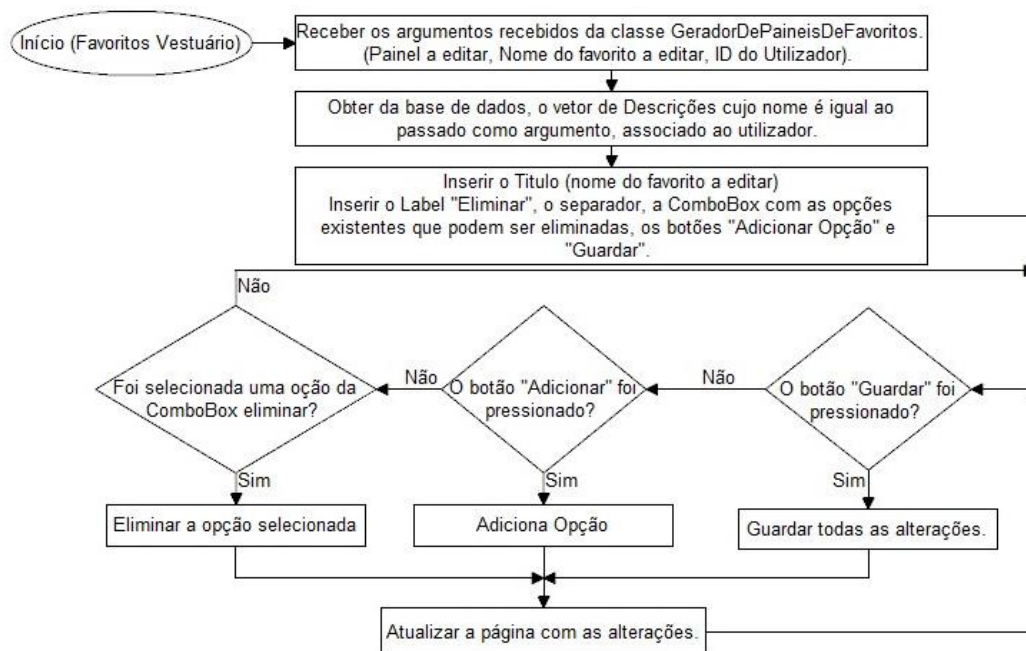 Início (Favoritos Vestuário)
Receber os argumentos recebidos da classe GeradorDePaineisDeFavoritos.
(Painel a editar, Nome do favorito a editar, ID do Utilizador).
Obter da base de dados, o vetor de Descrições cujo nome é igual ao
passado como argumento, associado ao utilizador.
Inserir o Titulo (nome do favorito a editar)
Inserir o Label "Eliminar", o separador, a ComboBox com as opções
existentes que podem ser eliminadas, os botões "Adicionar Opção" e
"Guardar".
Não
Foi selecionada uma oção da
ComboBox eliminar?
Não
O botão "Adicionar" foi
pressionado?
Não
O botão "Guardar" foi
pressionado?
Sim
Sim
Sim
Eliminar a opção selecionada
Adiciona Opção
Guardar todas as alterações.
Atualizar a página com as alterações.